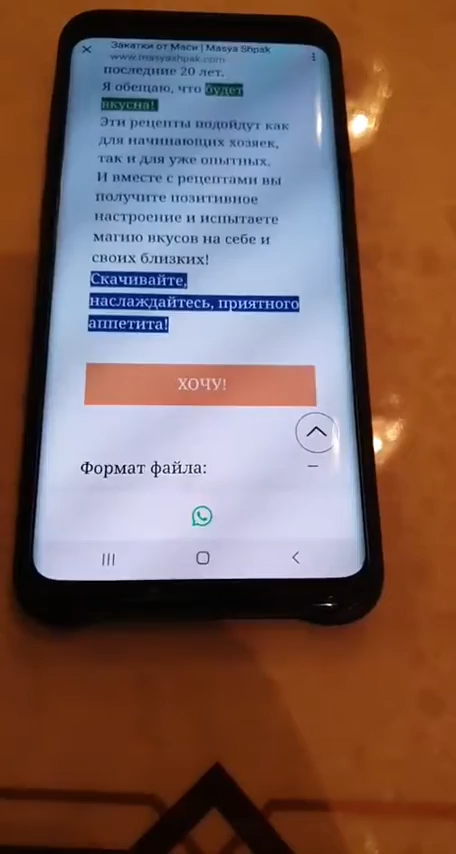 Закатки от Маси | Masya Shpak
www.masyashpak.com
последние 20 лет.
Я обещаю, что будет
вкусна!
Эти рецепты подойдут как
для начинающих хозяек,
так и для уже опытных.
И вместе с рецептами вы
получите позитивное
настроение и испытаете
магию вкусов на себе и
своих близких!
Скачивайте,
наслаждайтесь, приятного
аппетита!
ХОЧУ!
Формат файла: